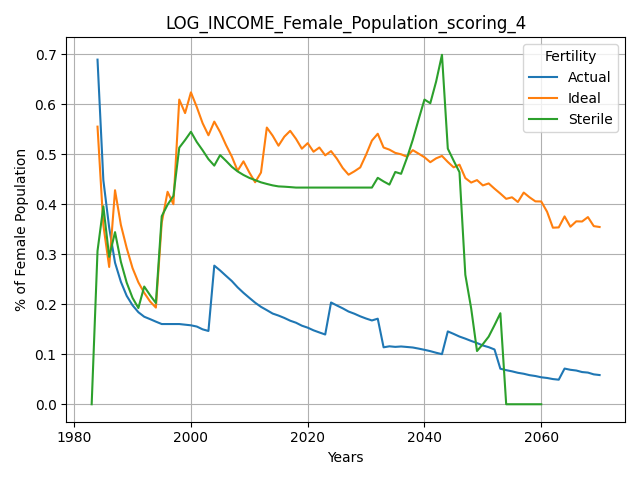 LOG_INCOME_Female_Population_scoring_4
% of Female Population
0.7
0.6
0.5
0.4
0.3
0.2
0.1
0.0
Fertility
Actual
Ideal
Sterile
1980 2000 2020 2040 2060
Years